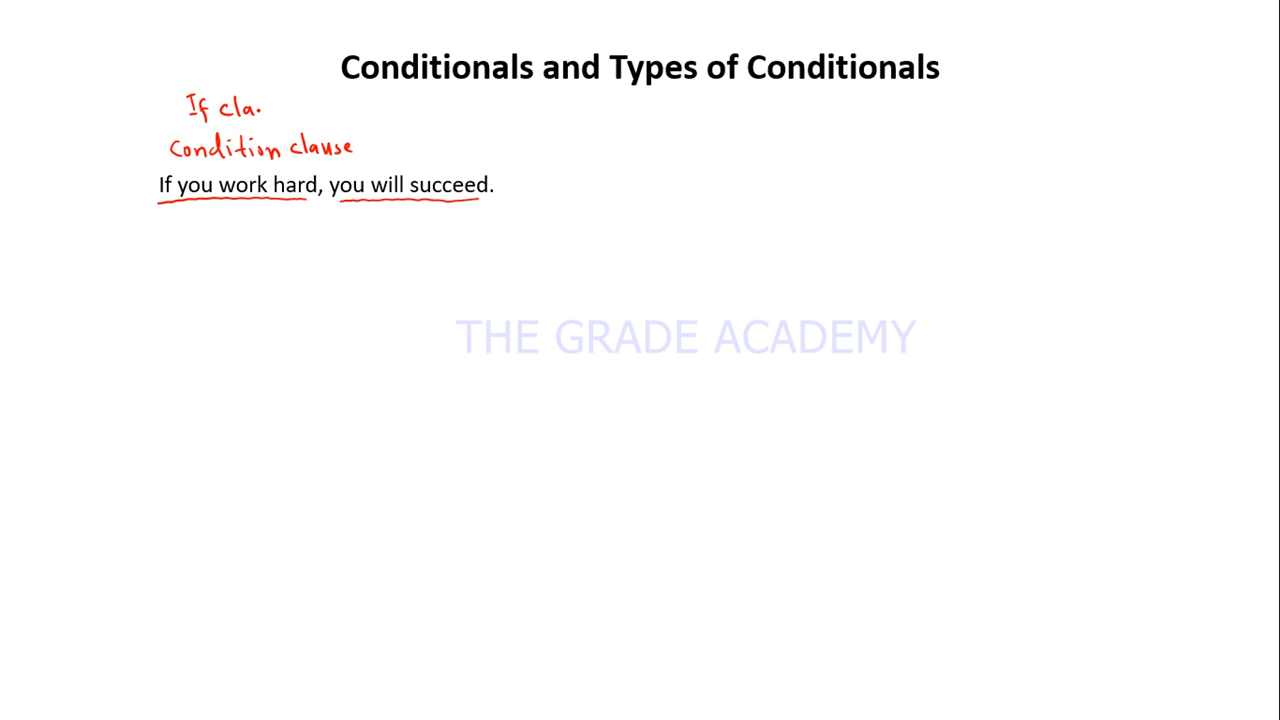 Conditionals and Types of Conditionals
If cla.
Condition clause
If you work hard, you will succeed.
THE GRADE ACADEMY